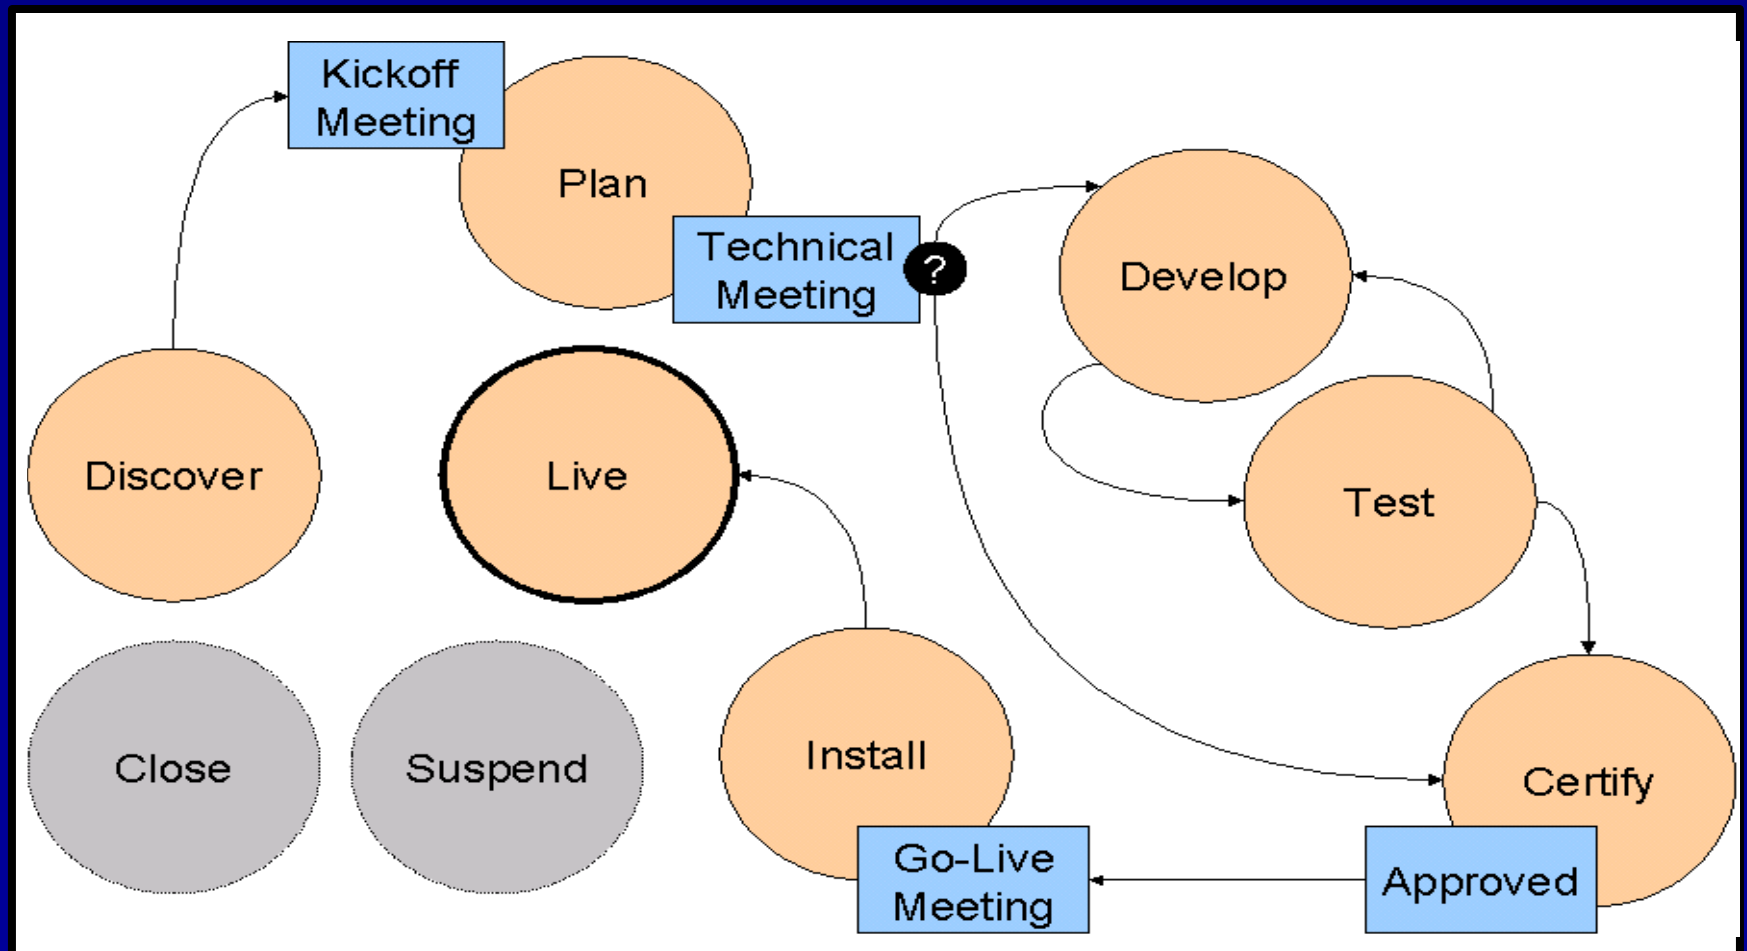 Kickoff
Meeting
Plan
Technical
Meeting
?
Develop
Discover
Live
Test
Close
Suspend
Install
Certify
Go-Live
Meeting
Approved